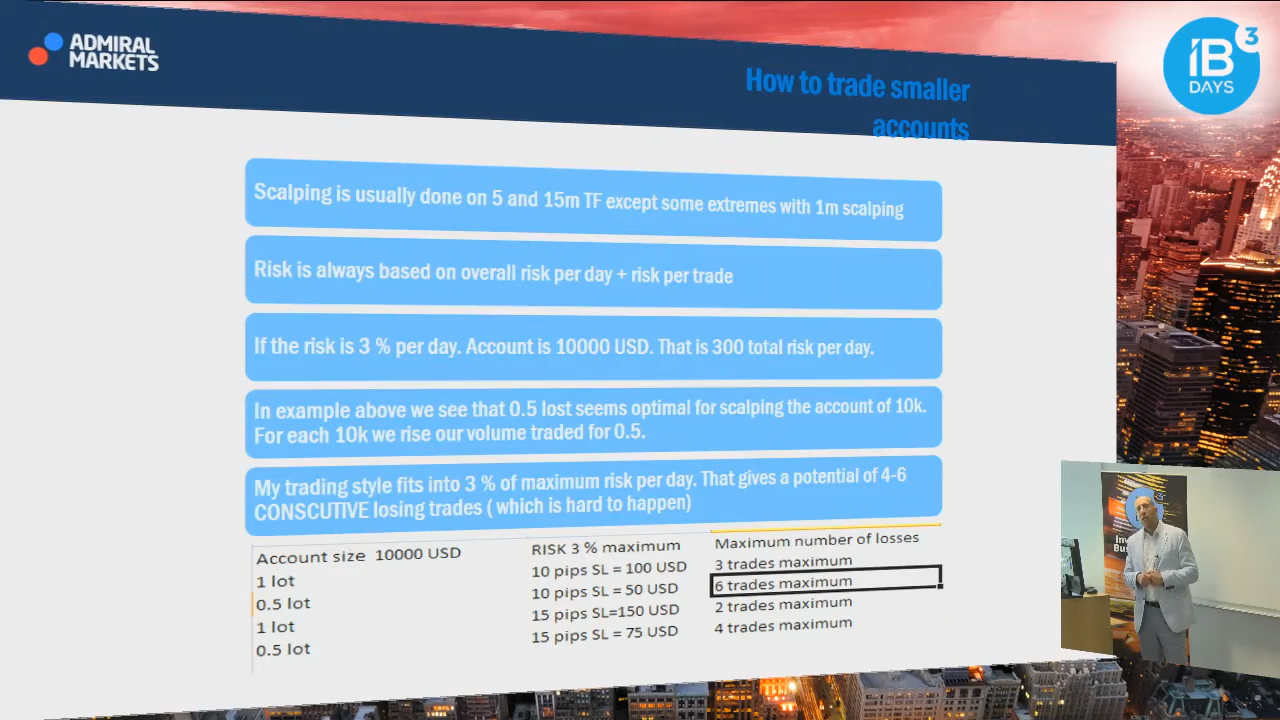 ADMIRAL
MARKETS
iB 3
DAYS
How to trade smaller
accounts
Scalping is usually done on 5 and 15m TF except some extremes with 1m scalping
Risk is always based on overall risk per day + risk per trade
If the risk is 3 % per day. Account is 10000 USD. That is 300 total risk per day.
In example above we see that 0.5 lost seems optimal for scalping the account of 10k.
For each 10k we rise our volume traded for 0.5.
My trading style fits into 3 % of maximum risk per day. That gives a potential of 4-6
CONSCUTIVE losing trades ( which is hard to happen)
Account size 10000 USD RISK 3 % maximum Maximum number of losses
1 lot 10 pips SL = 100 USD 3 trades maximum
0.5 lot 10 pips SL = 50 USD 6 trades maximum
1 lot 15 pips SL=150 USD 2 trades maximum
0.5 lot 15 pips SL = 75 USD 4 trades maximum